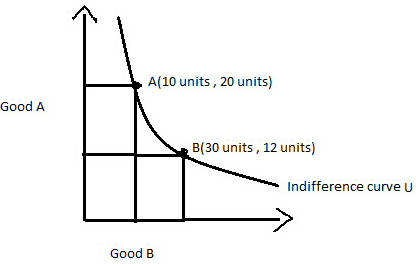 A(10 units , 20 units)
Good A
B(30 units , 12 units)
Indifference curve U
Good B